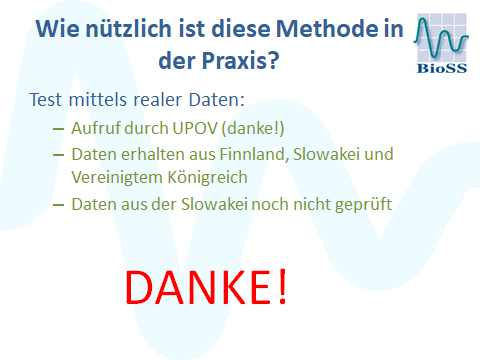 Wie nützlich ist diese Methode in
der Praxis?
BioSS
Test mittels realer Daten:
– Aufruf durch UPOV (danke!)
– Daten erhalten aus Finnland, Slowakei und
Vereinigtem Königreich
– Daten aus der Slowakei noch nicht geprüft
DANKE!